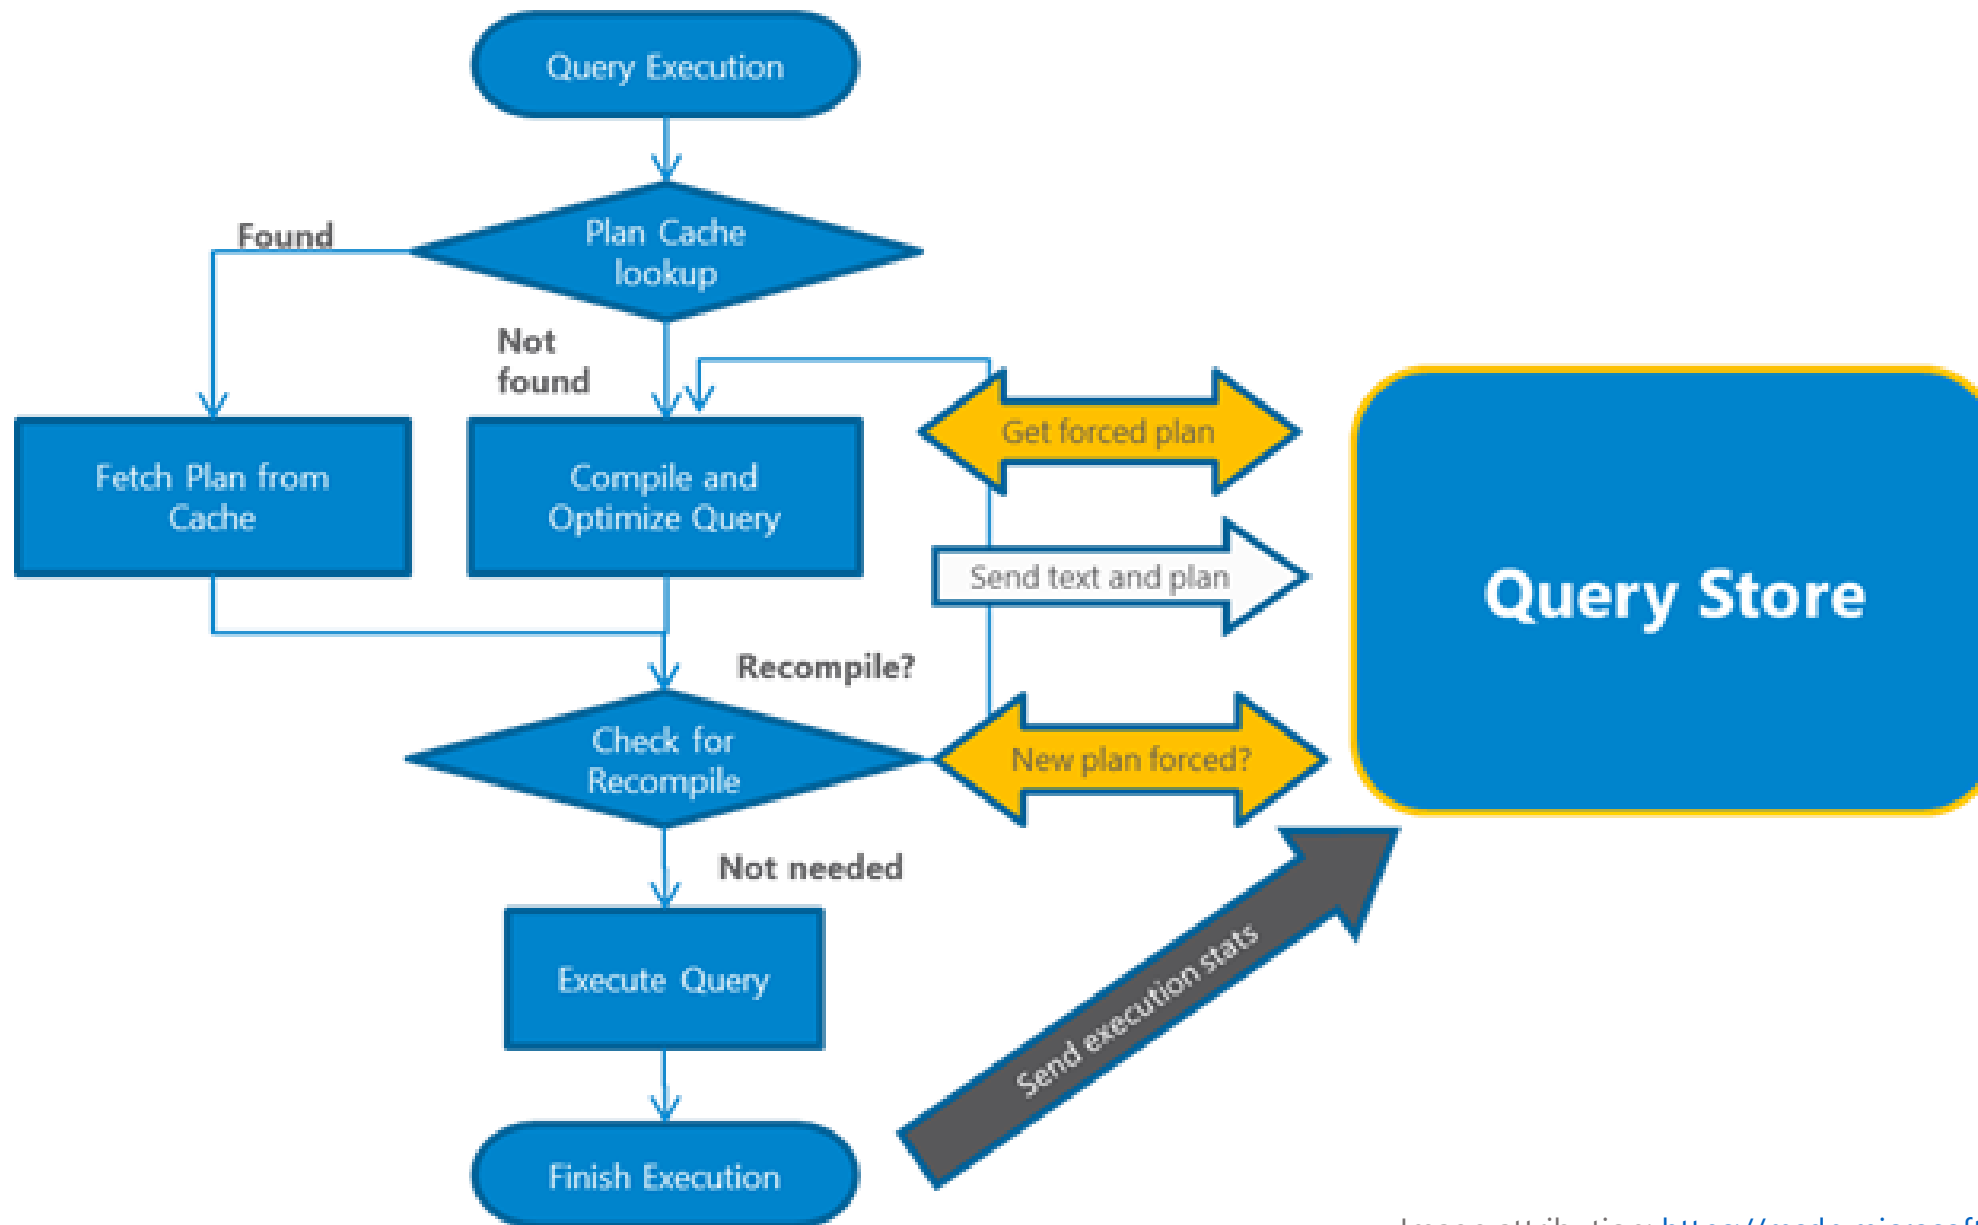 Query Execution
Plan Cache
lookup
Found
Not
found
Fetch Plan from
Cache
Compile and
Optimize Query
Get forced plan
Send text and plan
Query Store
Recompile?
Check for
Recompile
New plan forced?
Not needed
Execute Query
Send execution stats
Finish Execution